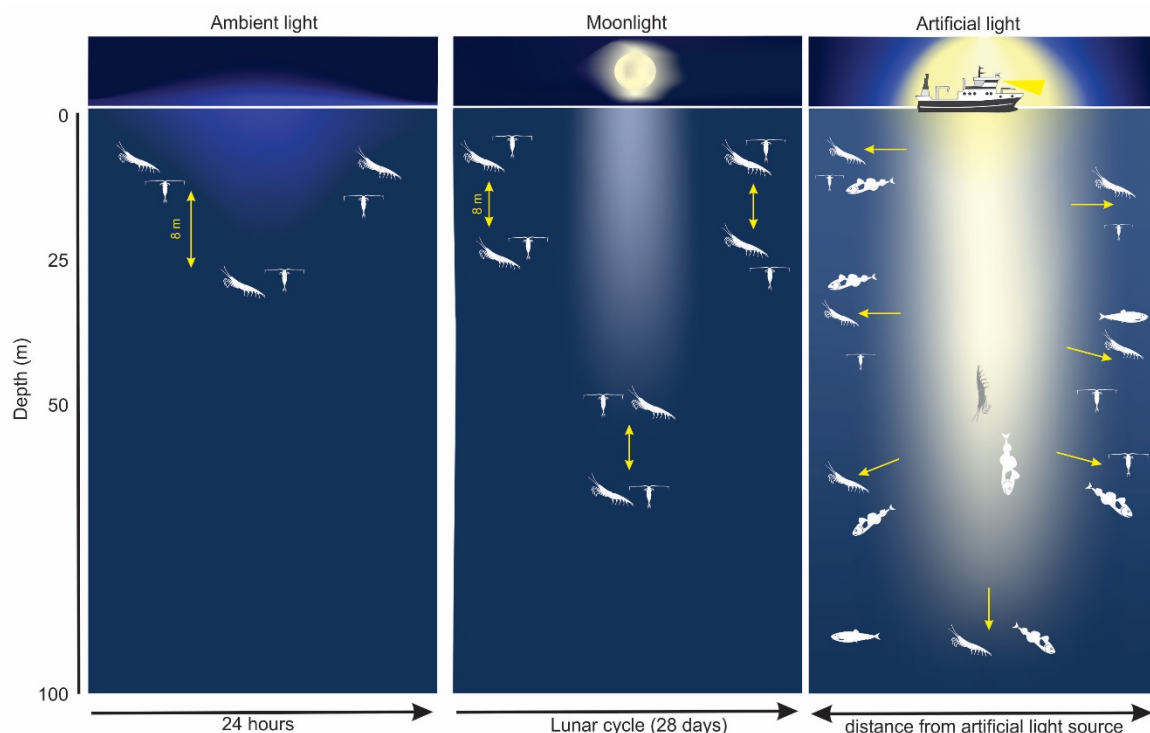 Ambient light
Moonlight
Artificial light
Depth (m)
0
25
50
100
8 m
8 m
24 hours
Lunar cycle (28 days)
distance from artificial light source